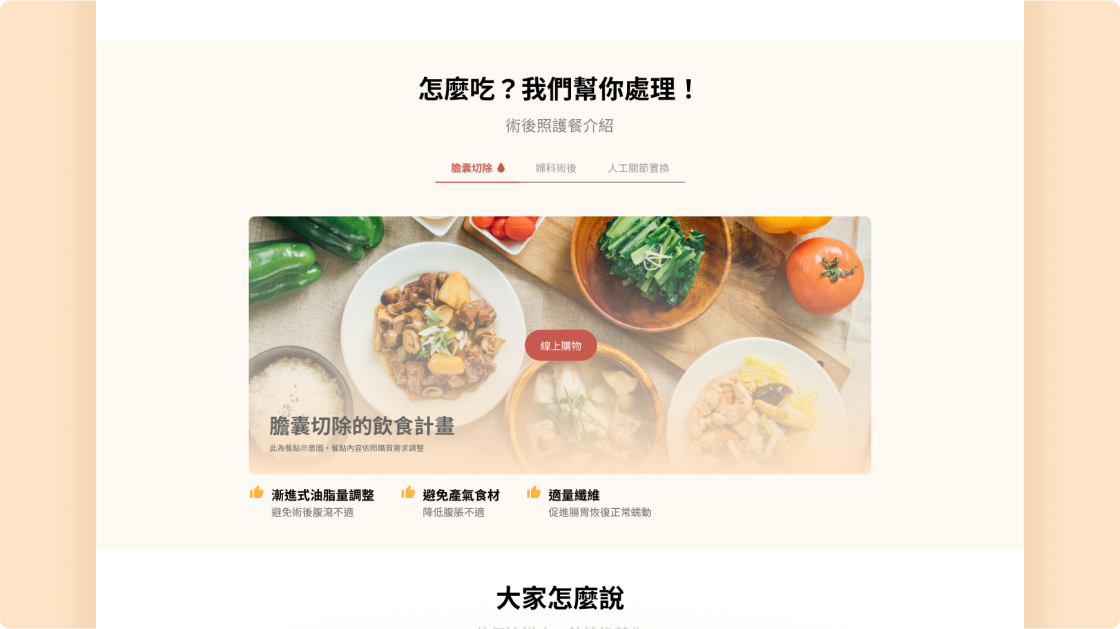 怎麼吃？我們幫你處理！
術後照護餐介紹
膽囊切除 婦科術後 人工關節置換
線上購物
膽囊切除的飲食計畫
此為餐點示意圖，餐點內容依照購買需求調整
漸進式油脂量調整 避免產氣食材 適量纖維
避免術後腹瀉不適 降低腹脹不適 促進腸胃恢復正常蠕動
大家怎麼說